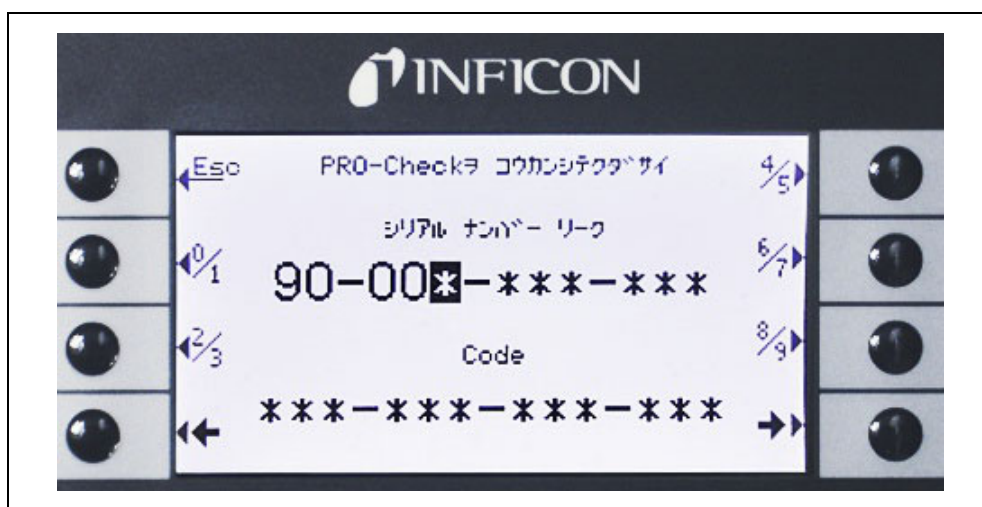 INFICON
Esc PRO-Checkヲ コウカンシテクダサイ 4/5
シリアル ナンバー リーク
0/1 90-00*-***-*** 6/7
2/3 Code 8/9
← ***-***-***-*** →